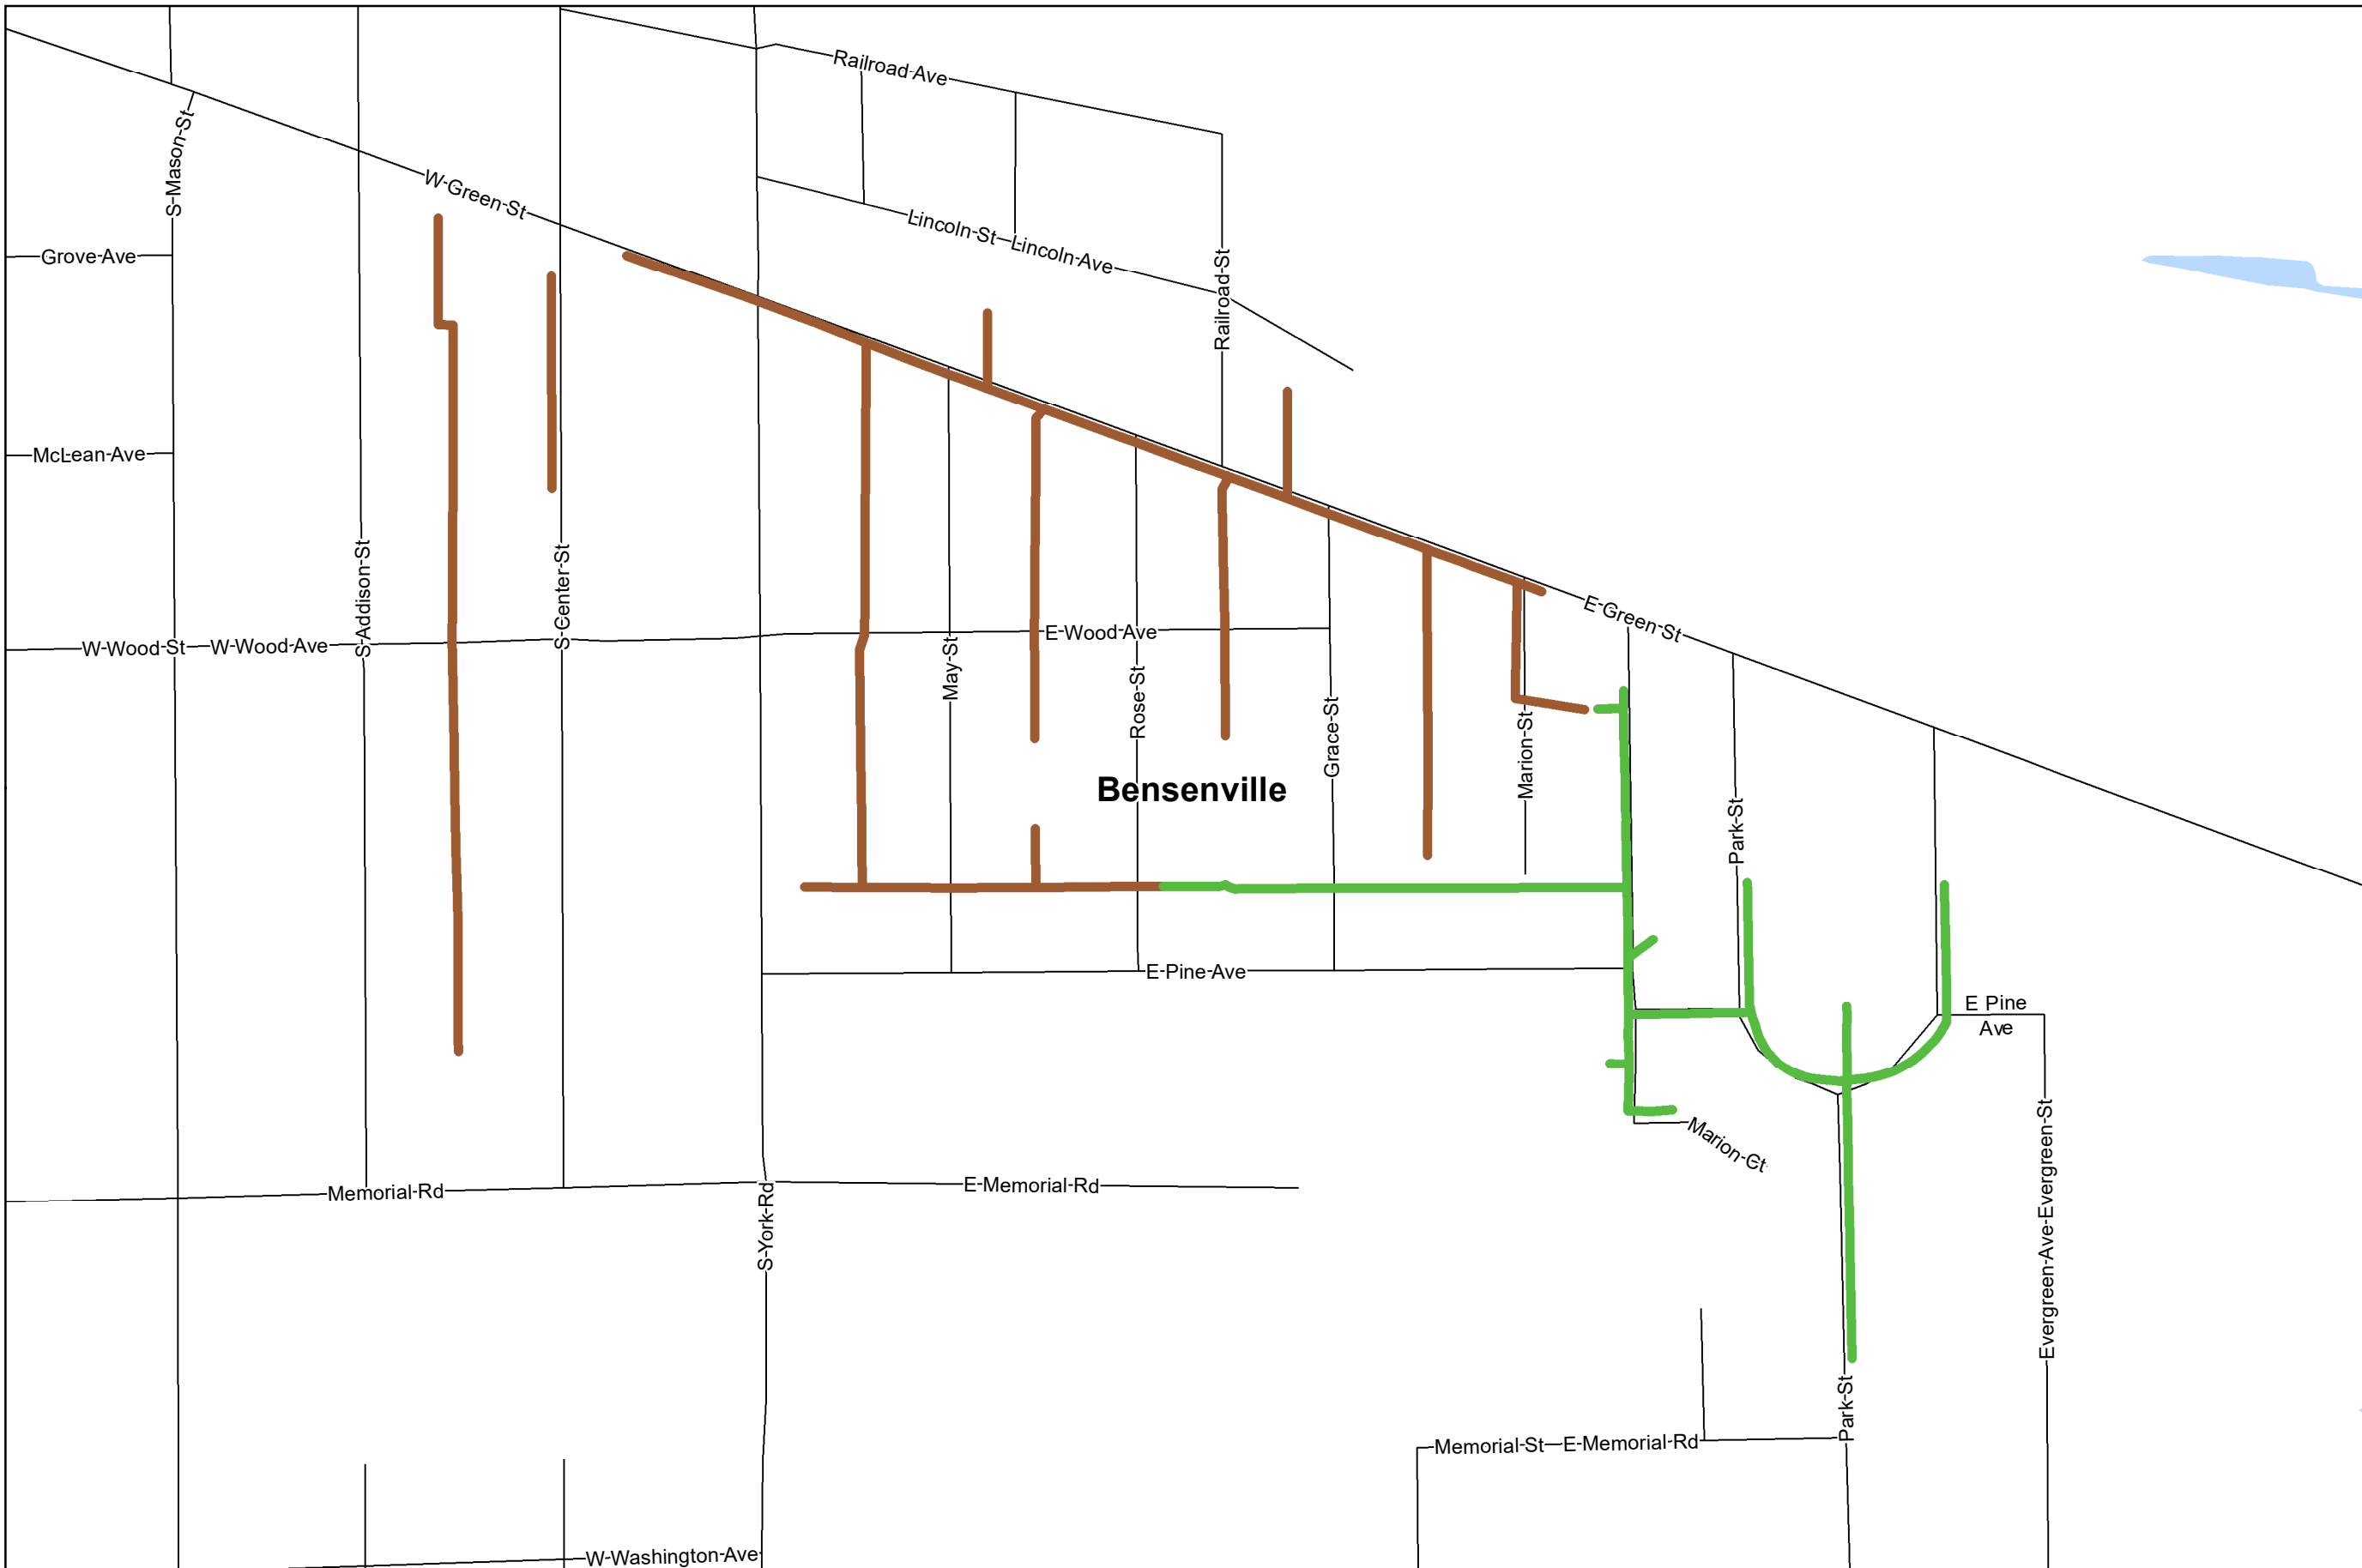 Railroad-Ave
S-Mason-St
W-Green-St
Lincoln-St
Lincoln-Ave
Grove-Ave
Railroad-St
McLean-Ave
S-Addison-St
S-Center-St
E-Green-St
W-Wood-St
W-Wood-Ave
E-Wood-Ave
May-St
Rose-St
Grace-St
Marion-St
Bensenville
Park-St
E-Pine-Ave
E Pine
Ave
Marion-Ct
Evergreen-Ave-Evergreen-St
Memorial-Rd
E-Memorial-Rd
S-York-Rd
Park-St
Memorial-St
E-Memorial-Rd
W-Washington-Ave